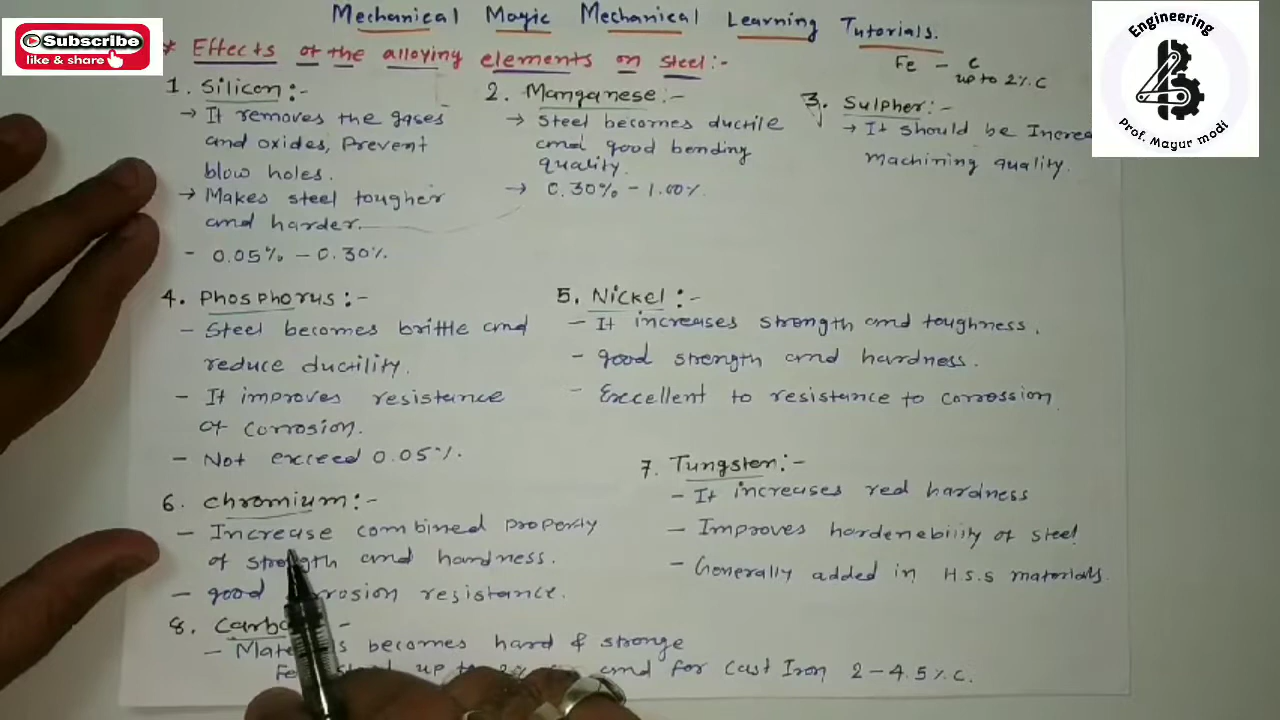 Mechanical Magic Mechanical Learning Tutorials.
Subscribe
like & share
Engineering
Prof. Mayur modi
* Effects of the alloying elements on steel:-
Fe - C
up to 2% C
1. Silicon:-
→ It removes the gases
and oxides, Prevent
blow holes.
→ Makes steel tougher
and harder.
- 0.05% - 0.30%
2. Manganese:-
→ Steel becomes ductile
and good bending
quality.
→ 0.30% - 1.00%
3. Sulpher:-
→ It should be
Machining quality.
4. Phosphorus:-
- Steel becomes brittle and
reduce ductility.
- It improves resistance
of corrosion.
- Not exceed 0.05%.
5. Nickel:-
- It increases strength and toughness.
- good strength and hardness.
- Excellent to resistance to corrossion.
6. Chromium:-
- Increase combined property
of strength and hardness.
- good resistance.
7. Tungsten:-
- It increases red hardness
- Improves hardenebility of steel
- Generally added in H.S.S materials.
8.
- becomes hard & stronge
up to and for Cast Iron 2-4.5% C.